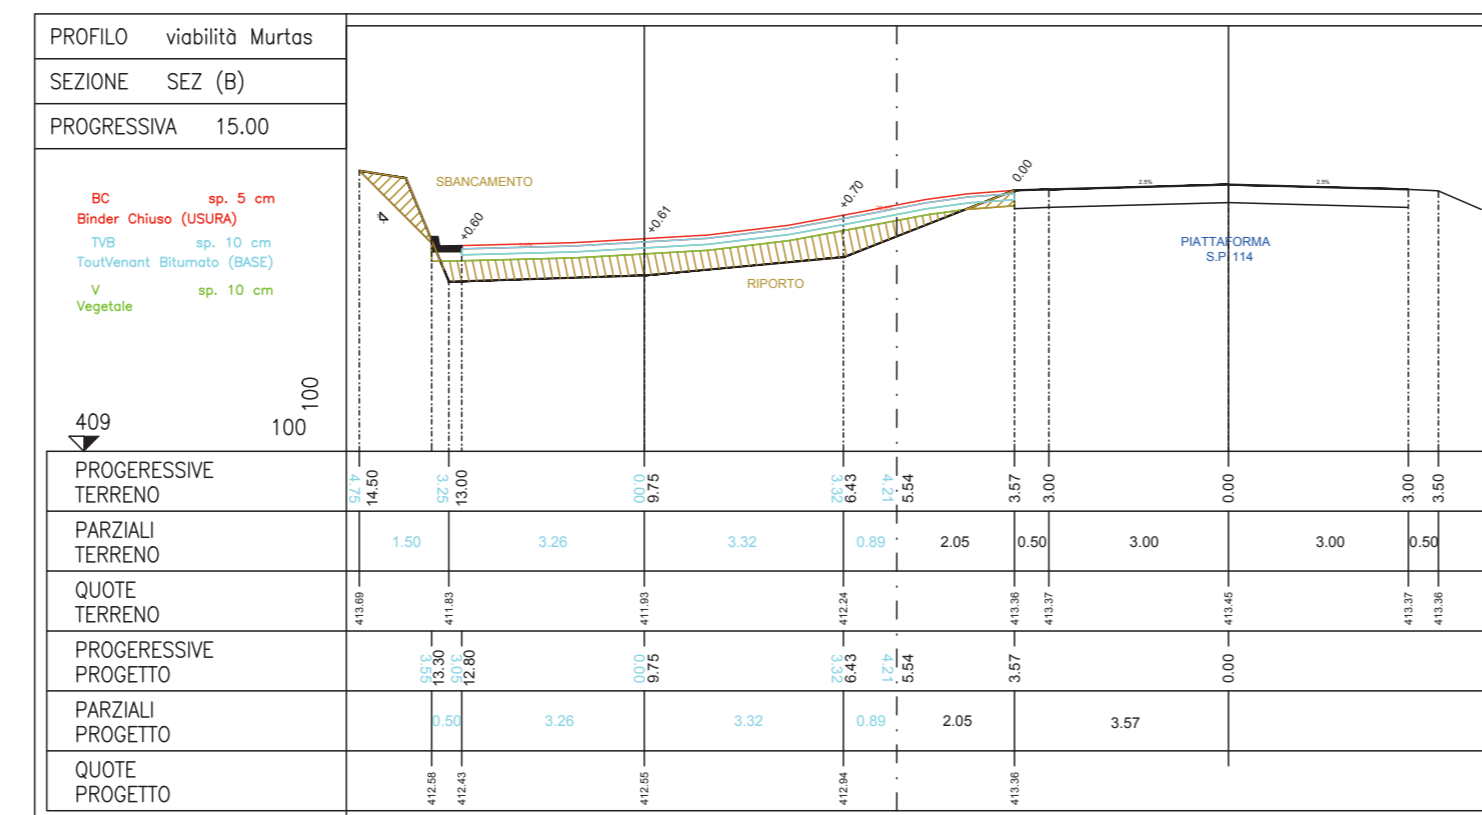 PROFILO viabilità Murtas
SEZIONE SEZ (B)
PROGRESSIVA 15.00
BC sp. 5 cm
Binder Chiuso (USURA)
TVB sp. 10 cm
ToutVenant Bitumato (BASE)
V sp. 10 cm
Vegetale
409
100
100
SBANCAMENTO
+0.60
+0.61
+0.70
0.00
RIPORTO
2.5% 2.5%
PIATTAFORMA
S.P. 114
PROGERESSIVE
TERRENO
4.75 14.50 3.25 13.00 0.00 9.75 3.32 6.43 4.21 5.54 3.57 3.00 0.00 3.00 3.50
PARZIALI
TERRENO
1.50 3.26 3.32 0.89 2.05 0.50 3.00 3.00 0.50
QUOTE
TERRENO
413.69 411.83 411.93 412.24 413.36 413.37 413.45 413.37 413.36
PROGERESSIVE
PROGETTO
3.55 13.30 3.05 12.80 0.00 9.75 3.32 6.43 4.21 5.54 3.57 0.00
PARZIALI
PROGETTO
0.50 3.26 3.32 0.89 2.05 3.57
QUOTE
PROGETTO
412.58 412.43 412.55 412.94 413.36